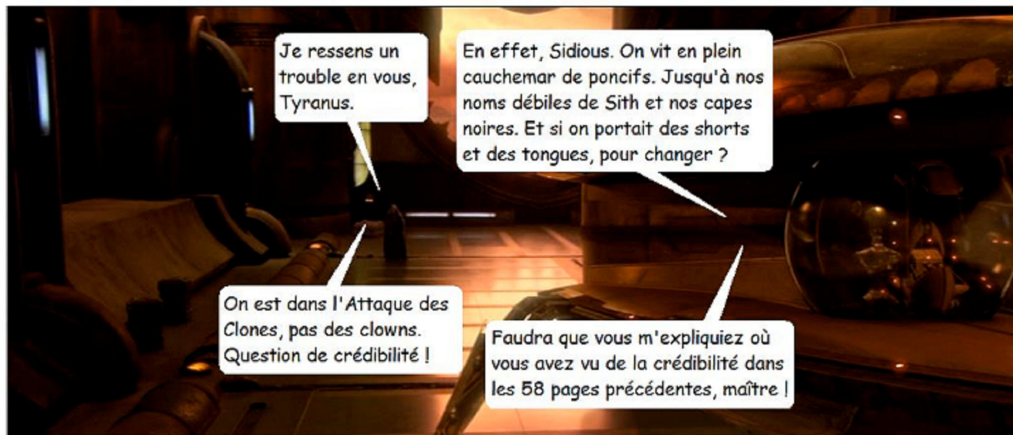 Je ressens un
trouble en vous,
Tyranus.
En effet, Sidious. On vit en plein
cauchemar de poncifs. Jusqu'à nos
noms débiles de Sith et nos capes
noires. Et si on portait des shorts
et des tongues, pour changer ?
On est dans l'Attaque des
Clones, pas des clowns.
Question de crédibilité !
Faudra que vous m'expliquiez où
vous avez vu de la crédibilité dans
les 58 pages précédentes, maître !